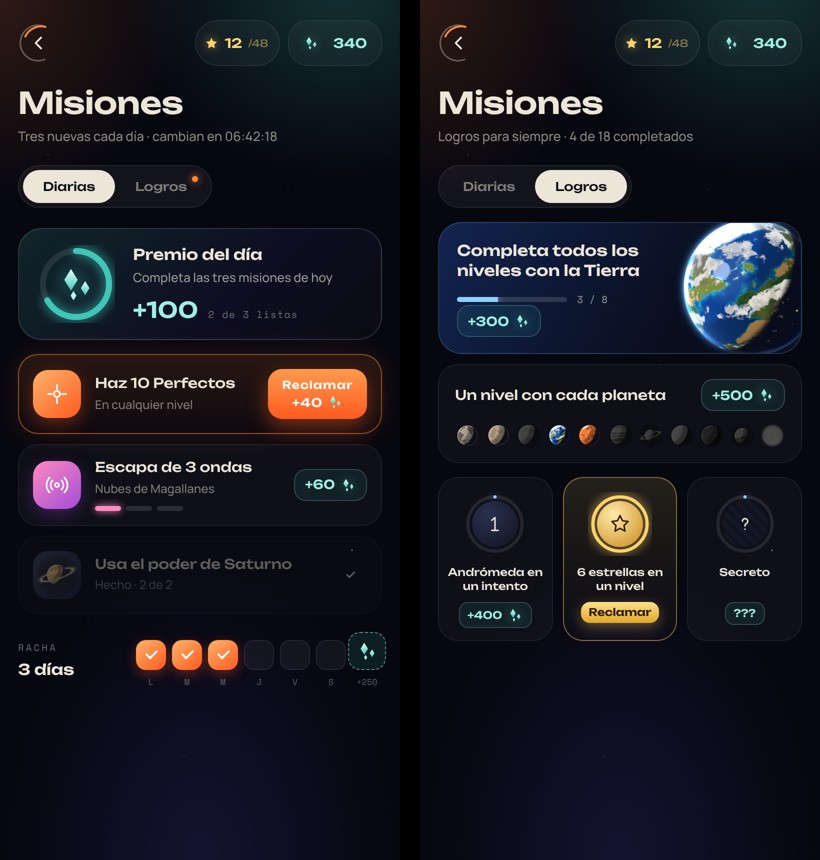 12 /48
340
Misiones
Tres nuevas cada día · cambian en 06:42:18
Diarias
Logros
Premio del día
Completa las tres misiones de hoy
+100 2 de 3 listas
Haz 10 Perfectos
En cualquier nivel
Reclamar
+40
Escapa de 3 ondas
Nubes de Magallanes
+60
Usa el poder de Saturno
Hecho · 2 de 2
RACHA
3 días
L M M J V S +250
12 /48
340
Misiones
Logros para siempre · 4 de 18 completados
Diarias
Logros
Completa todos los
niveles con la Tierra
3 / 8
+300
Un nivel con cada planeta
+500
1
Andrómeda en
un intento
+400
6 estrellas en
un nivel
Reclamar
?
Secreto
???